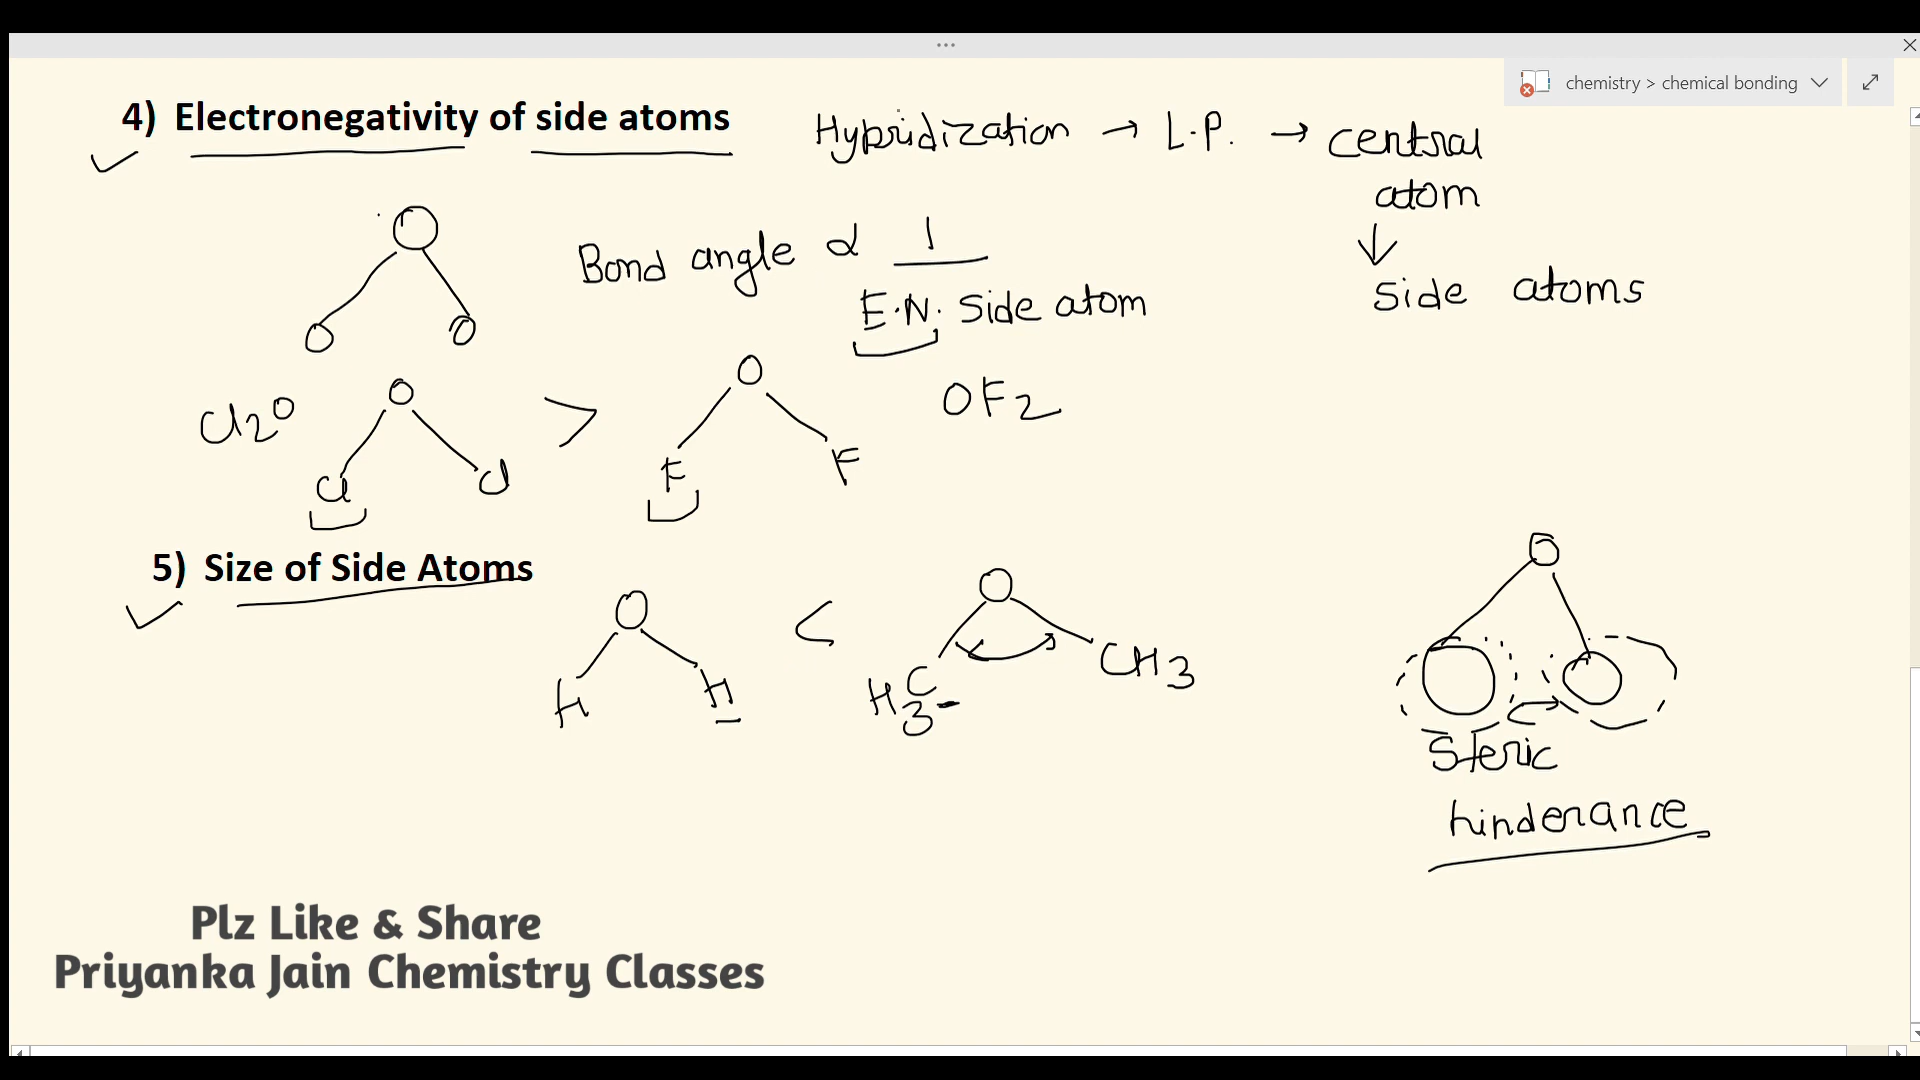 chemistry > chemical bonding
4) Electronegativity of side atoms
Hybridization → L.P. → central
atom
↓
side atoms
Bond angle α 1
E.N. Side atom
Cl2O
O
Cl Cl
>
O
F F
OF2
5) Size of Side Atoms
O
H H
<
O
H3C CH3
Steric
hinderance
Plz Like & Share
Priyanka Jain Chemistry Classes